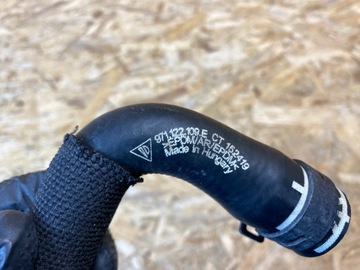 971.122.109.E CT 152419
>EPDM/AR/EPDM<
Made in Hungary